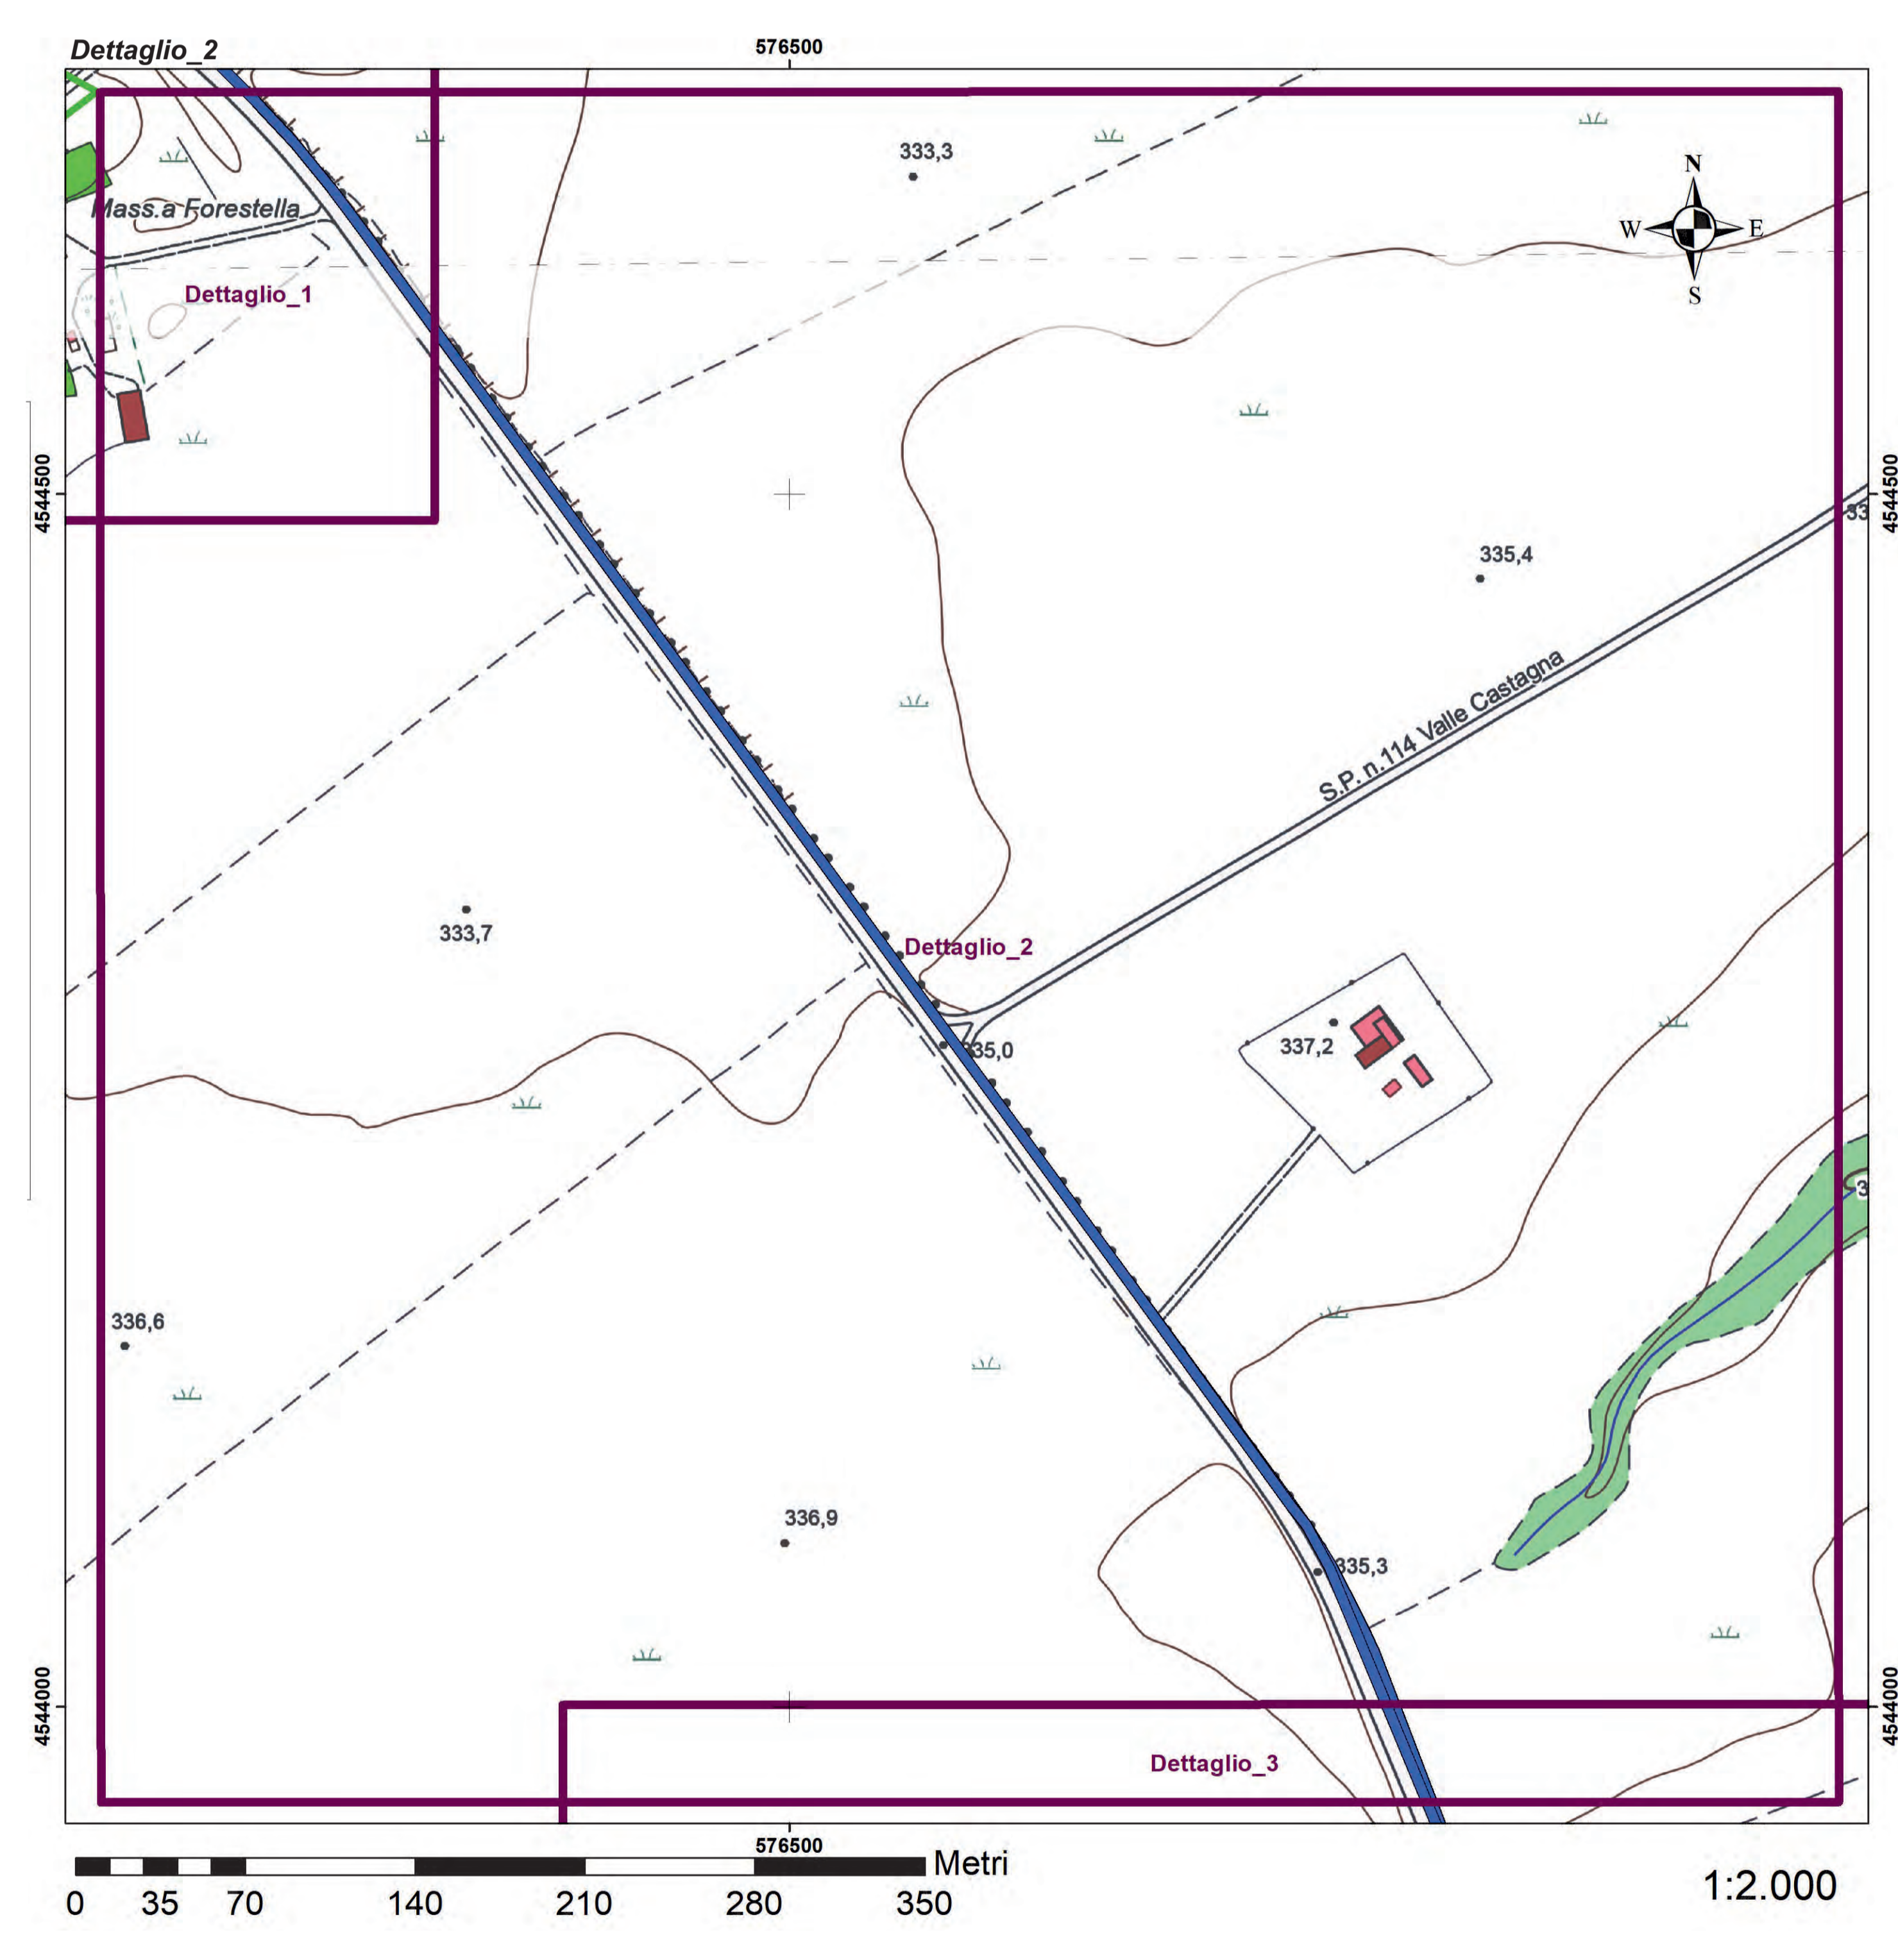 Dettaglio_2
576500
333,3
N
W
E
S
Mass.a Forestella
Dettaglio_1
4544500
4544500
33
335,4
S.P. n.114 Valle Castagna
333,7
Dettaglio_2
335,0
337,2
3
336,6
336,9
335,3
4544000
4544000
Dettaglio_3
576500
Metri
0 35 70 140 210 280 350
1:2.000